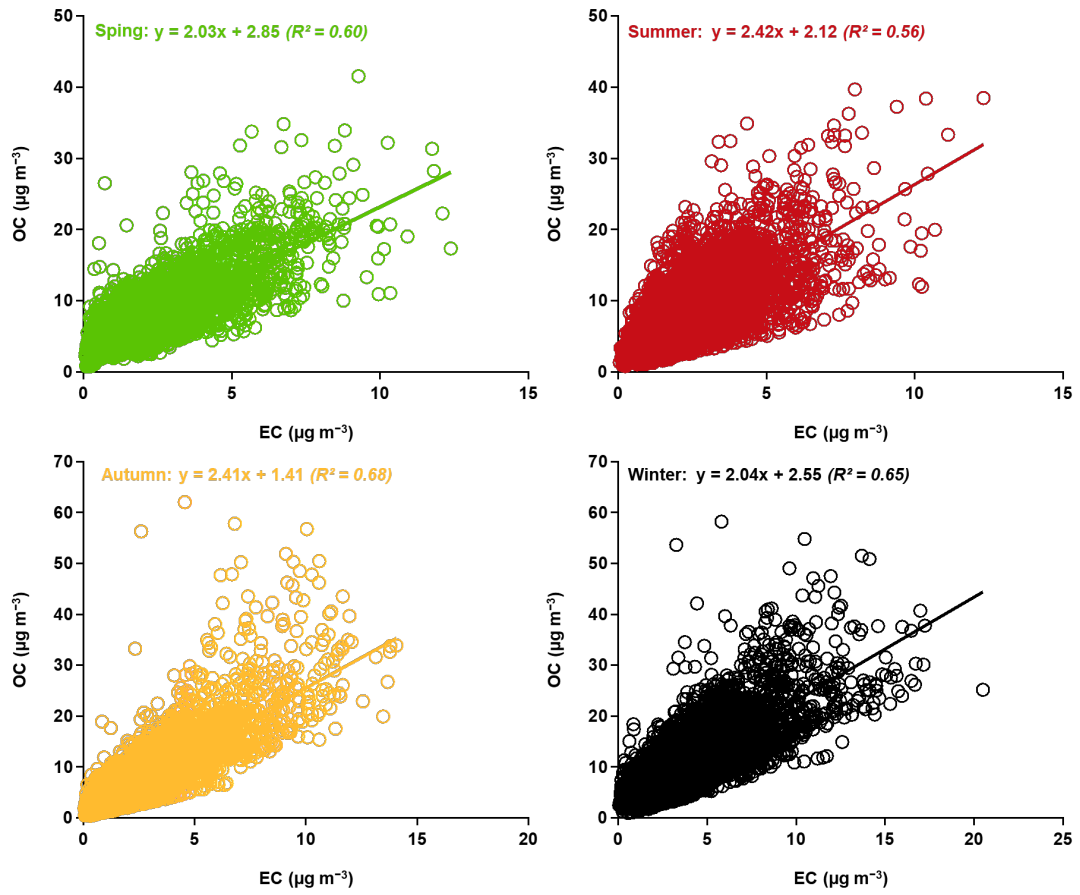 Sping: y = 2.03x + 2.85 (R² = 0.60)
50
40
30
20
10
0
OC (µg m⁻³)
0 5 10 15
EC (µg m⁻³)
Summer: y = 2.42x + 2.12 (R² = 0.56)
50
40
30
20
10
0
OC (µg m⁻³)
0 5 10 15
EC (µg m⁻³)
Autumn: y = 2.41x + 1.41 (R² = 0.68)
70
60
50
40
30
20
10
0
OC (µg m⁻³)
0 5 10 15 20
EC (µg m⁻³)
Winter: y = 2.04x + 2.55 (R² = 0.65)
70
60
50
40
30
20
10
0
OC (µg m⁻³)
0 5 10 15 20 25
EC (µg m⁻³)